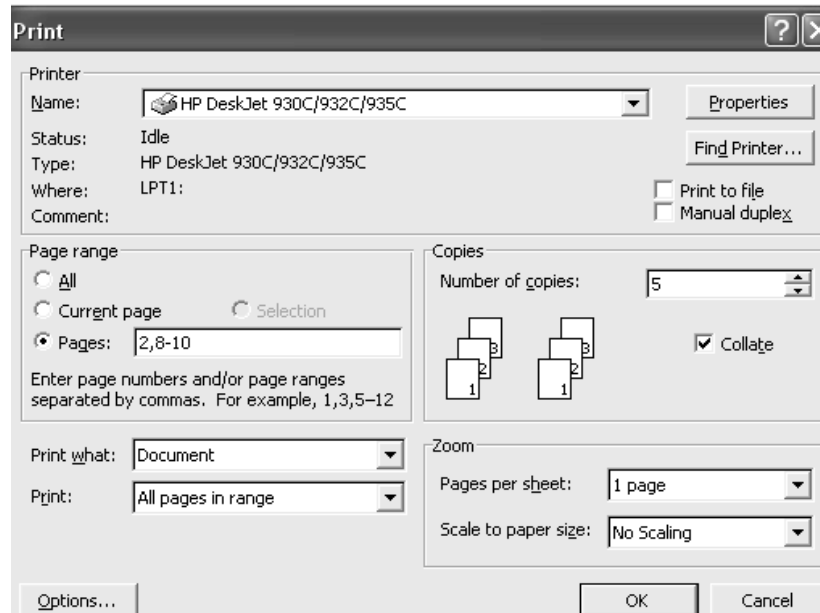 Print
Printer
Name: HP DeskJet 930C/932C/935C Properties
Status: Idle Find Printer...
Type: HP DeskJet 930C/932C/935C
Where: LPT1: Print to file
Comment: Manual duplex
Page range
All
Current page Selection
Pages: 2,8-10
Enter page numbers and/or page ranges
separated by commas. For example, 1,3,5–12
Copies
Number of copies: 5
3 3
2 2
1 1
Collate
Print what: Document
Print: All pages in range
Zoom
Pages per sheet: 1 page
Scale to paper size: No Scaling
Options... OK Cancel